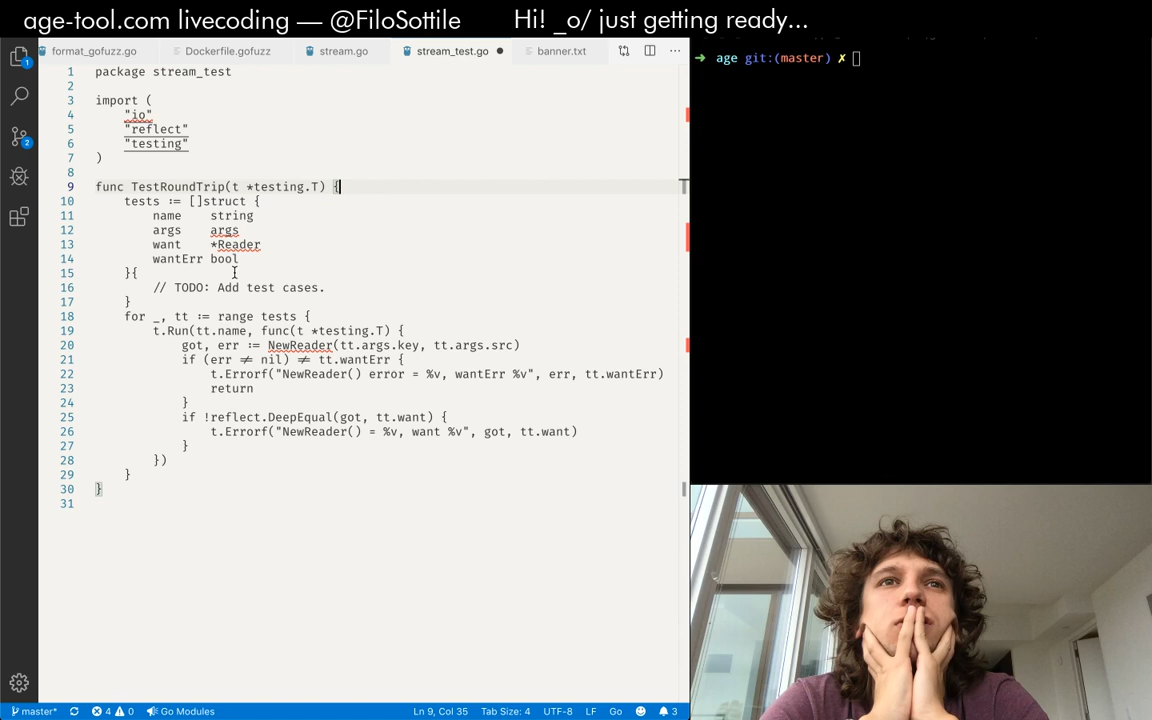 age-tool.com livecoding — @FiloSottile Hi! _o/ just getting ready...
format_gofuzz.go Dockerfile.gofuzz stream.go stream_test.go banner.txt ...
1 package stream_test
2
3 import (
4 "io"
5 "reflect"
6 "testing"
7 )
8
9 func TestRoundTrip(t *testing.T) {
10 tests := []struct {
11 name string
12 args args
13 want *Reader
14 wantErr bool
15 }{
16 // TODO: Add test cases.
17 }
18 for _, tt := range tests {
19 t.Run(tt.name, func(t *testing.T) {
20 got, err := NewReader(tt.args.key, tt.args.src)
21 if (err ≠ nil) ≠ tt.wantErr {
22 t.Errorf("NewReader() error = %v, wantErr %v", err, tt.wantErr)
23 return
24 }
25 if !reflect.DeepEqual(got, tt.want) {
26 t.Errorf("NewReader() = %v, want %v", got, tt.want)
27 }
28 })
29 }
30 }
31
1
2
➜ age git:(master) ✗
master* 4 0 Go Modules Ln 9, Col 35 Tab Size: 4 UTF-8 LF Go 3